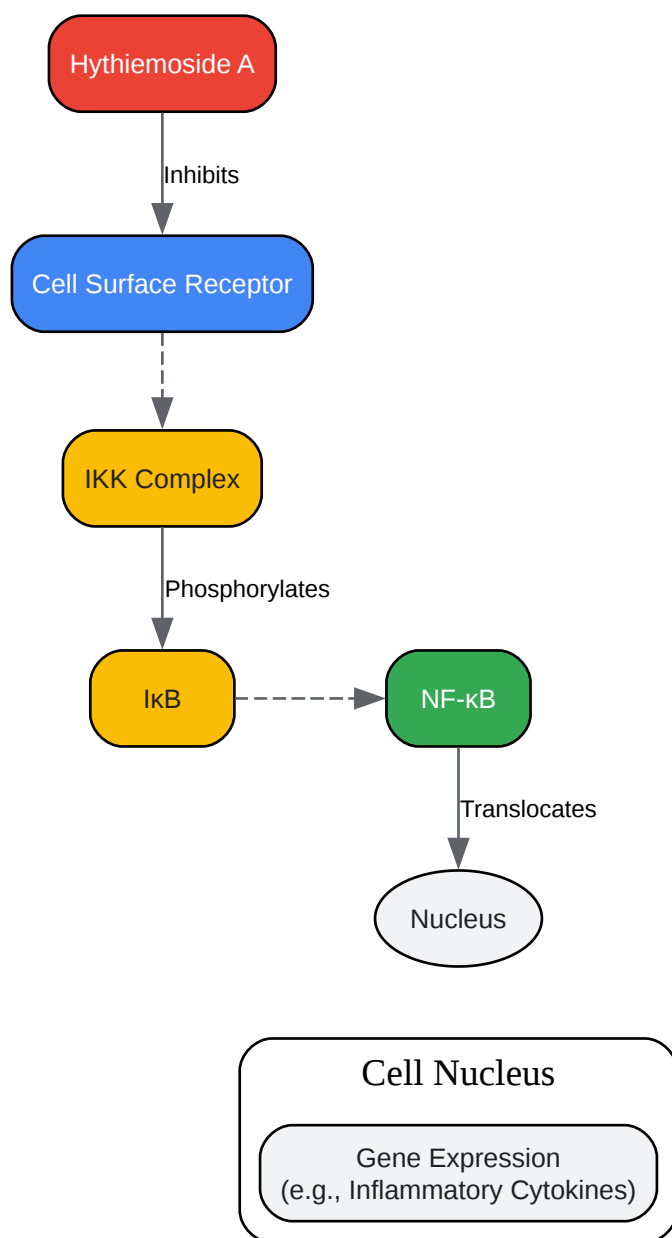 Hythiemoside A
Inhibits
Cell Surface Receptor
IKK Complex
Phosphorylates
IκB
NF-κB
Translocates
Nucleus
Cell Nucleus
Gene Expression
(e.g., Inflammatory Cytokines)